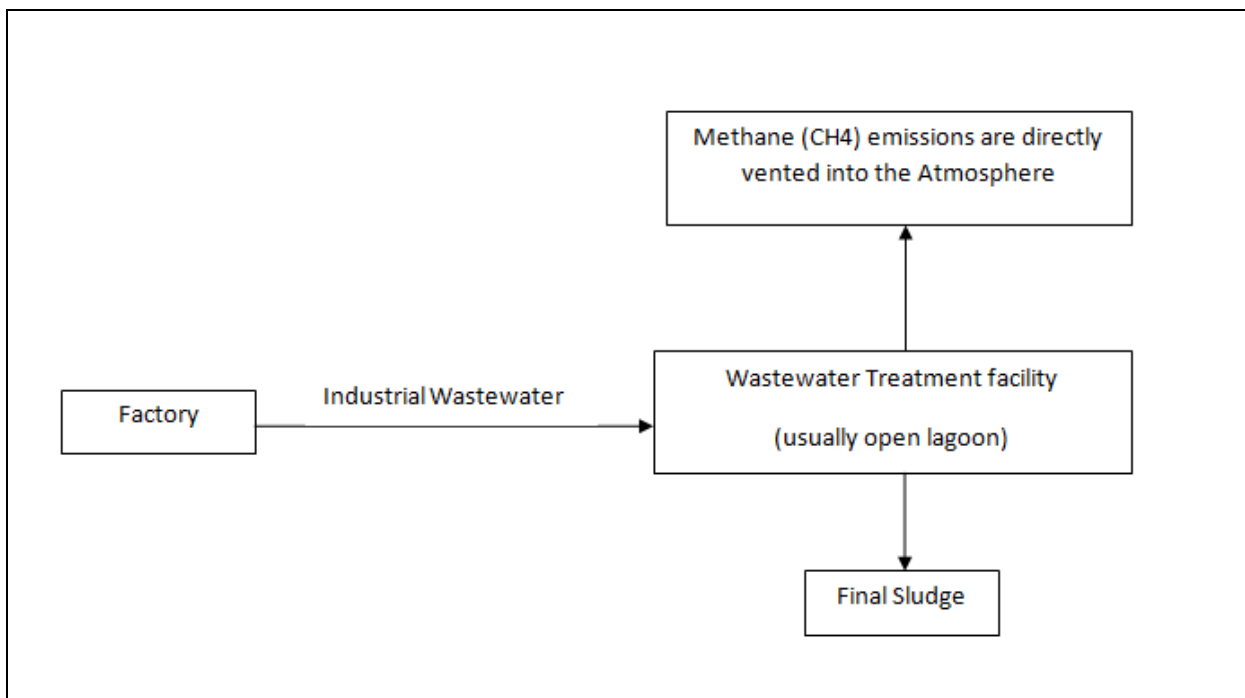 Methane (CH4) emissions are directly
vented into the Atmosphere
Industrial Wastewater
Factory
Wastewater Treatment facility
(usually open lagoon)
Final Sludge